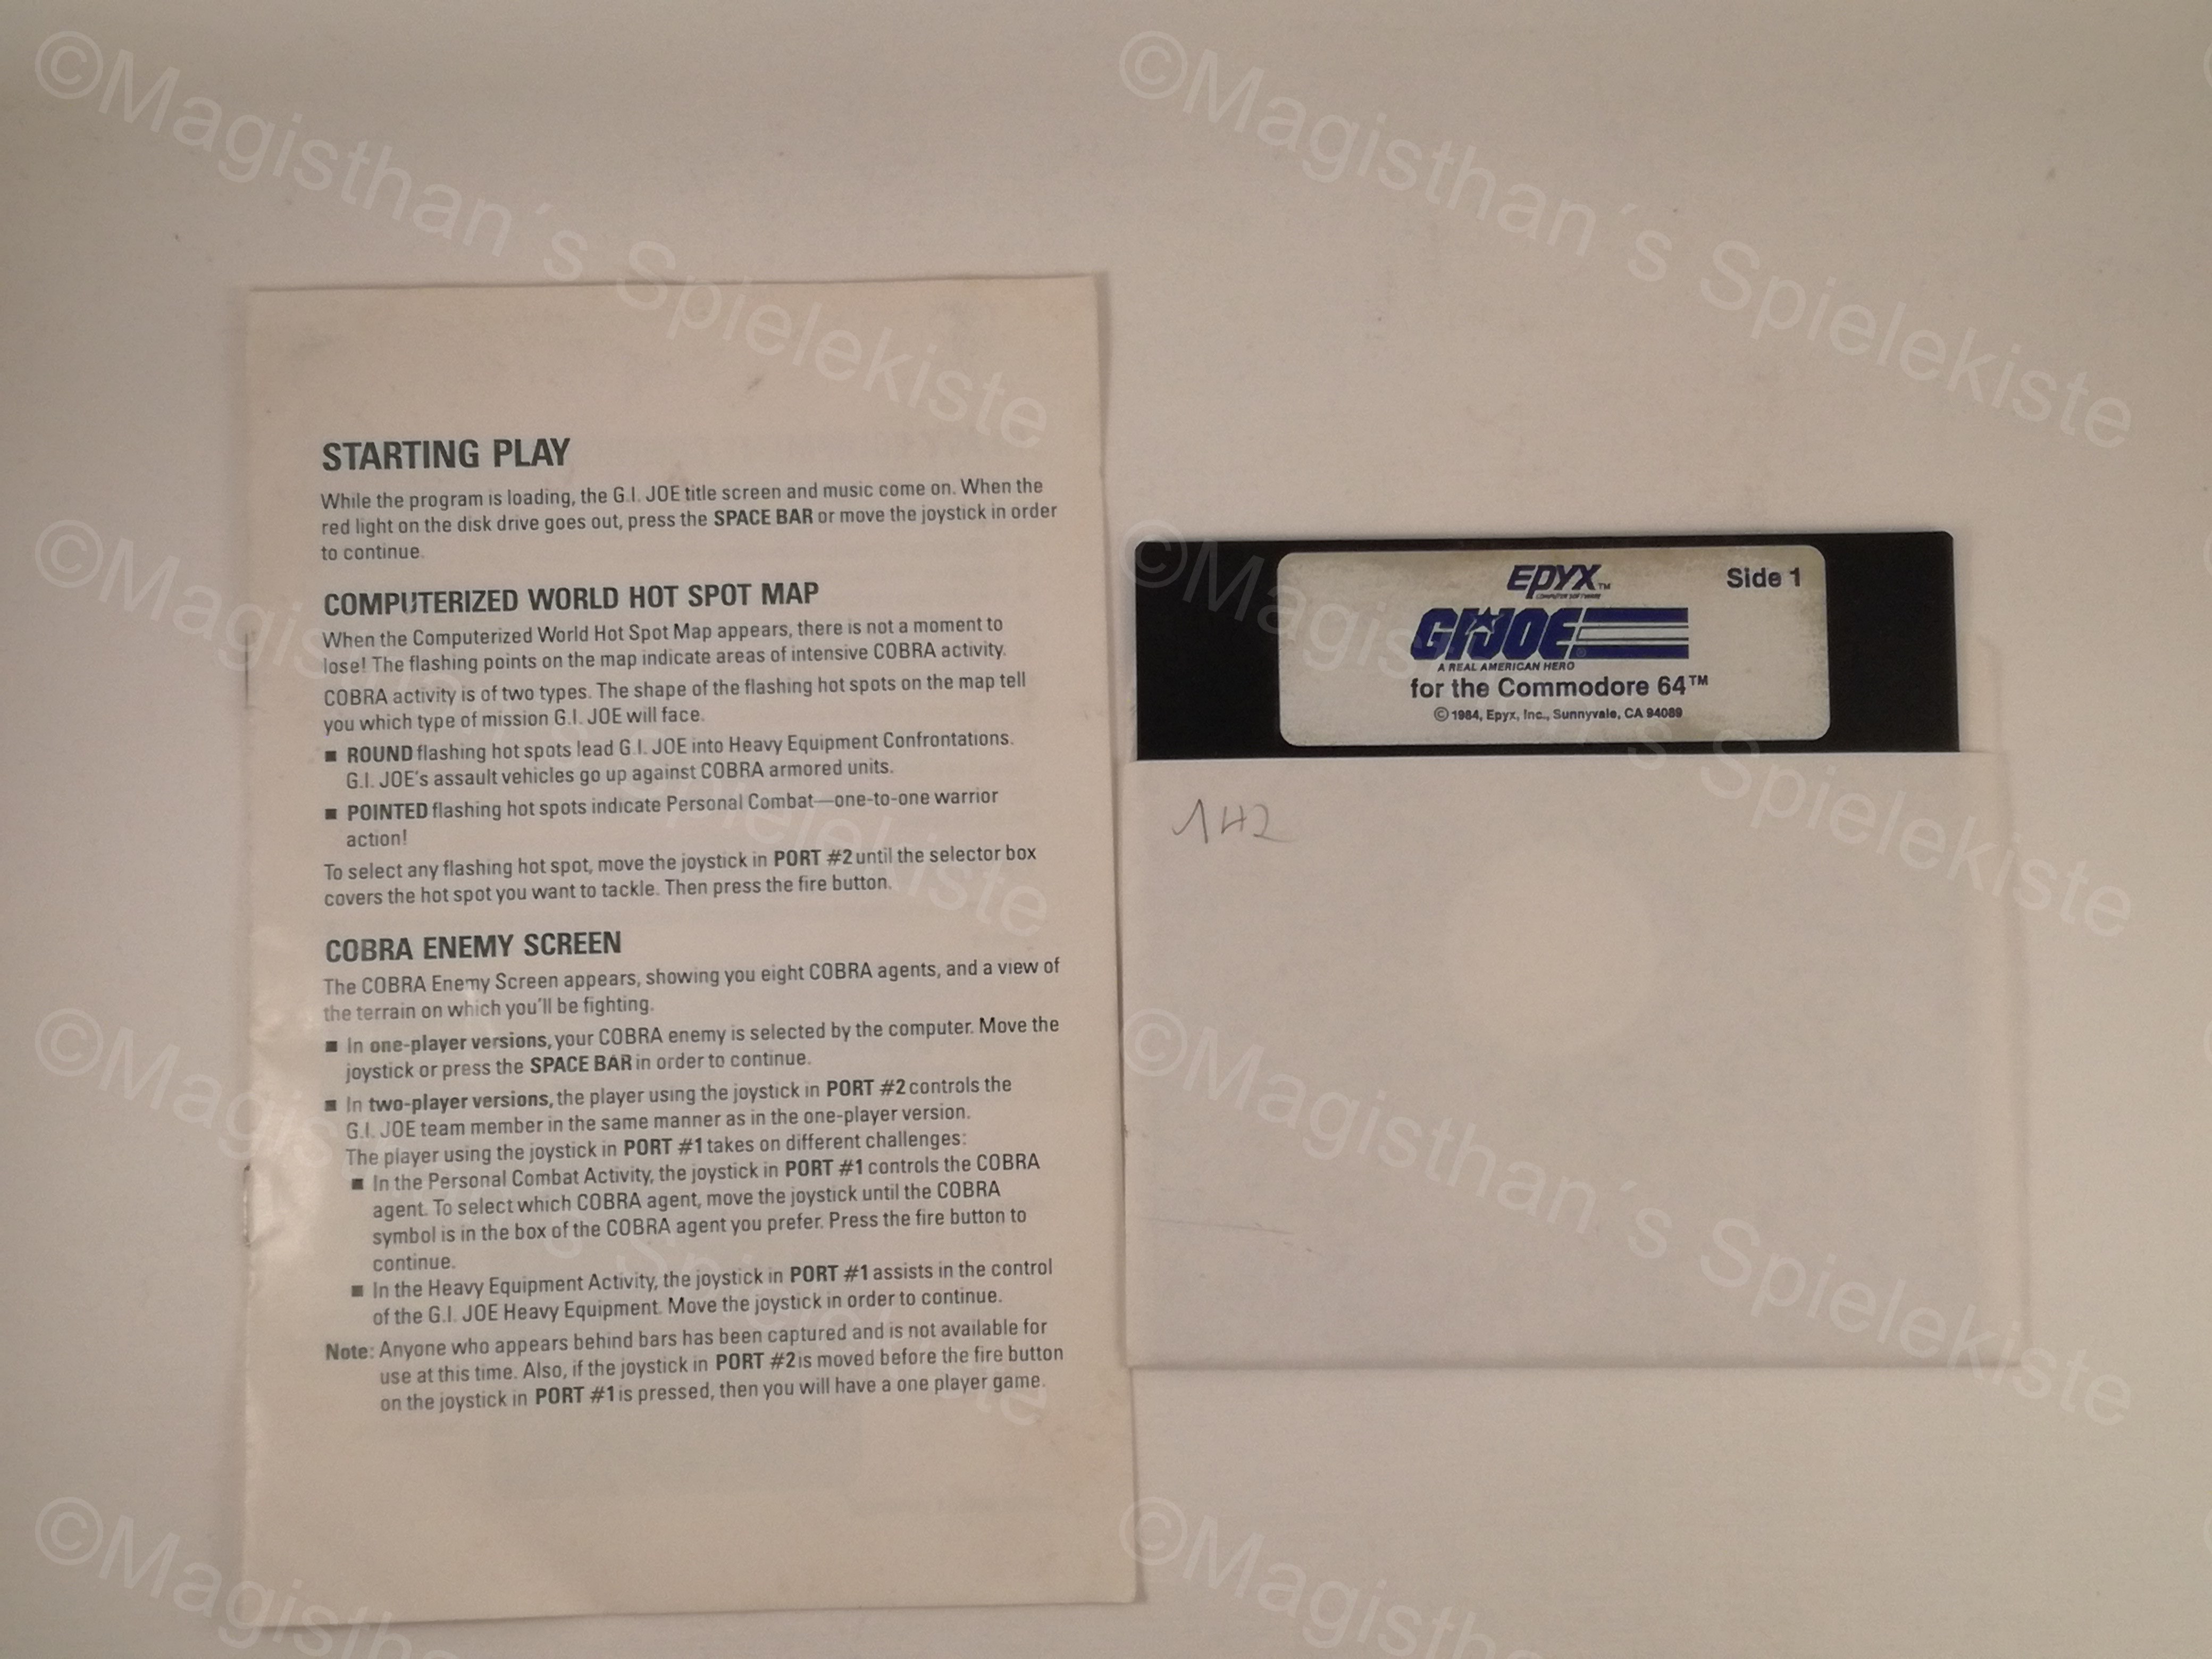 STARTING PLAY
While the program is loading, the G.I. JOE title screen and music come on. When the
red light on the disk drive goes out, press the SPACE BAR or move the joystick in order
to continue.
COMPUTERIZED WORLD HOT SPOT MAP
When the Computerized World Hot Spot Map appears, there is not a moment to
lose! The flashing points on the map indicate areas of intensive COBRA activity.
COBRA activity is of two types. The shape of the flashing hot spots on the map tell
you which type of mission G.I. JOE will face.
■ ROUND flashing hot spots lead G.I. JOE into Heavy Equipment Confrontations.
G.I. JOE's assault vehicles go up against COBRA armored units.
■ POINTED flashing hot spots indicate Personal Combat—one-to-one warrior
action!
To select any flashing hot spot, move the joystick in PORT #2 until the selector box
covers the hot spot you want to tackle. Then press the fire button.
COBRA ENEMY SCREEN
The COBRA Enemy Screen appears, showing you eight COBRA agents, and a view of
the terrain on which you'll be fighting.
■ In one-player versions, your COBRA enemy is selected by the computer. Move the
joystick or press the SPACE BAR in order to continue.
■ In two-player versions, the player using the joystick in PORT #2 controls the
G.I. JOE team member in the same manner as in the one-player version.
The player using the joystick in PORT #1 takes on different challenges:
■ In the Personal Combat Activity, the joystick in PORT #1 controls the COBRA
agent. To select which COBRA agent, move the joystick until the COBRA
symbol is in the box of the COBRA agent you prefer. Press the fire button to
continue.
■ In the Heavy Equipment Activity, the joystick in PORT #1 assists in the control
of the G.I. JOE Heavy Equipment. Move the joystick in order to continue.
Note: Anyone who appears behind bars has been captured and is not available for
use at this time. Also, if the joystick in PORT #2 is moved before the fire button
on the joystick in PORT #1 is pressed, then you will have a one player game.
EPYX™
COMPUTER SOFTWARE
Side 1
GI JOE®
A REAL AMERICAN HERO
for the Commodore 64™
© 1984, Epyx, Inc., Sunnyvale, CA 94089
©Magisthan´s Spielekiste
©Magisthan´s Spielekiste
©Magisthan´s Spielekiste
©Magisthan´s Spielekiste
©Magisthan´s Spielekiste
©Magisthan´s Spielekiste